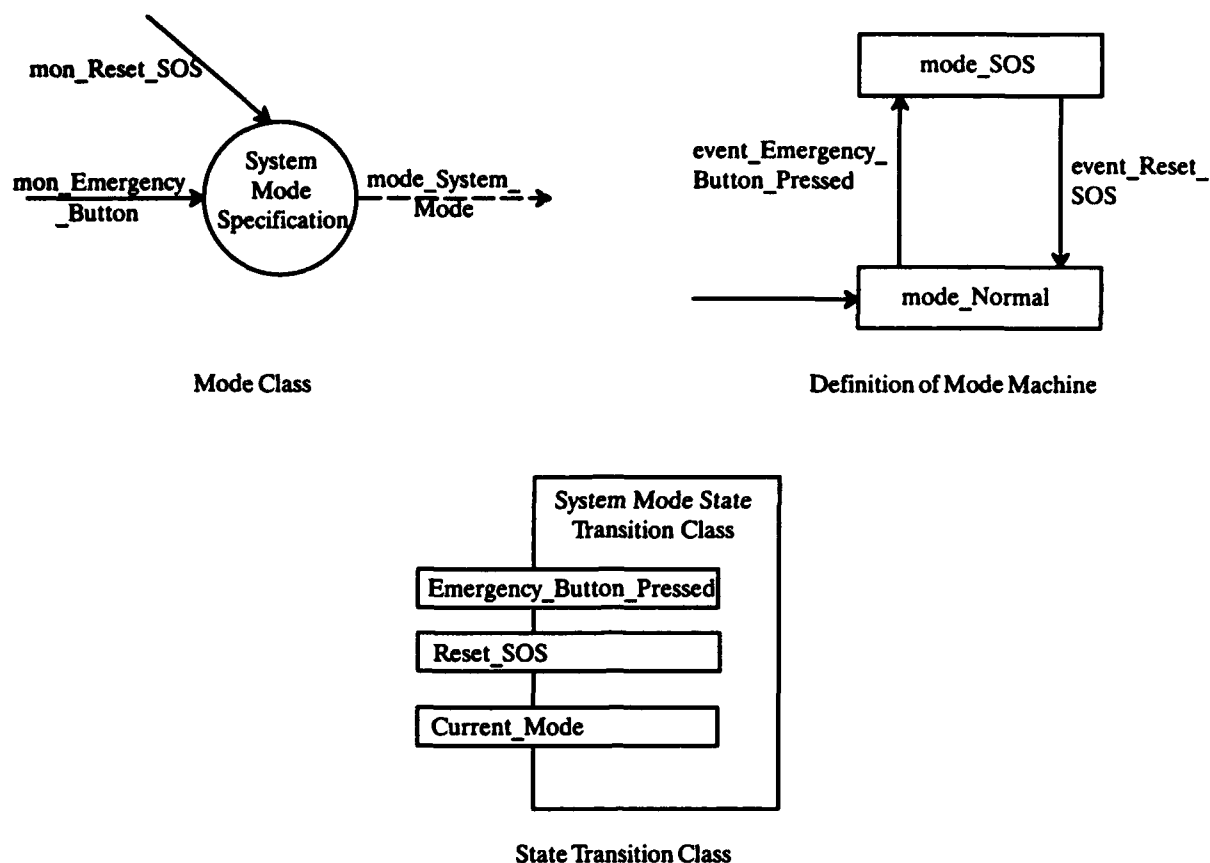 mon_Reset_SOS
mon_Emergency
_Button
System
Mode
Specification
mode_System_
Mode
Mode Class
mode_SOS
event_Emergency_
Button_Pressed
event_Reset_
SOS
mode_Normal
Definition of Mode Machine
System Mode State
Transition Class
Emergency_Button_Pressed
Reset_SOS
Current_Mode
State Transition Class